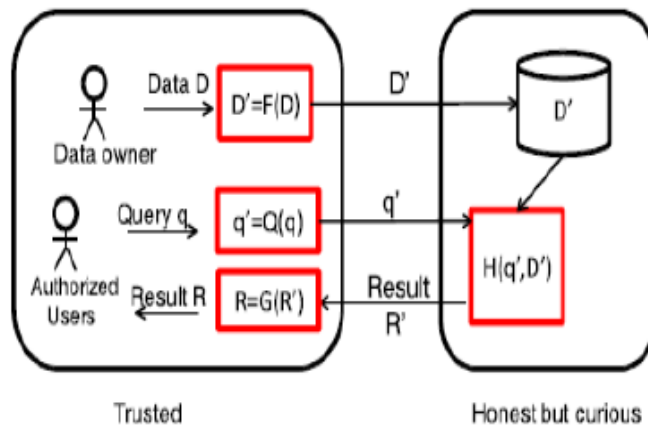 Data D
D'=F(D)
D'
D'
Data owner
Query q
q'=Q(q)
q'
H(q',D')
Authorized
Users
Result R
R=G(R')
Result
R'
Trusted
Honest but curious